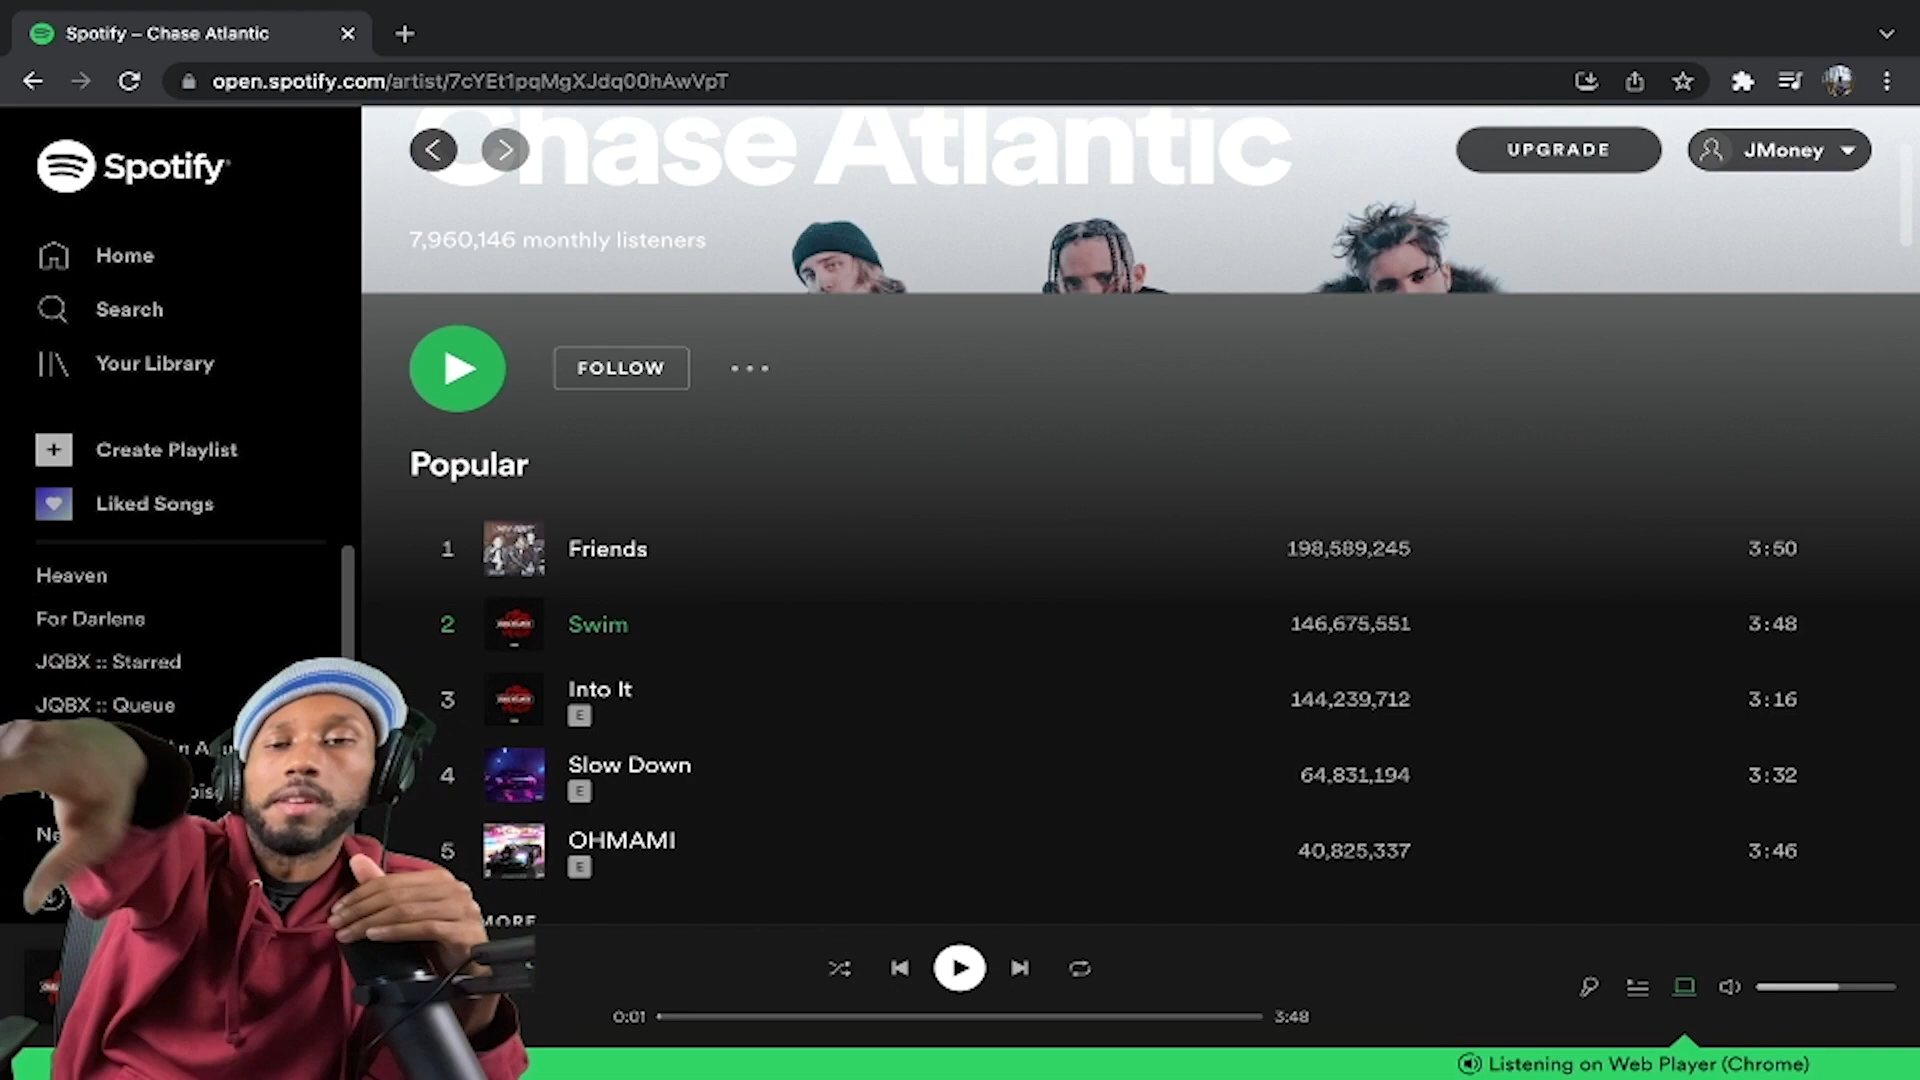 Spotify – Chase Atlantic
open.spotify.com/artist/7cYEt1pqMgXJdq00hAwVpT
Spotify
Chase Atlantic
UPGRADE
JMoney
7,960,146 monthly listeners
Home
Search
Your Library
Create Playlist
Liked Songs
FOLLOW
Popular
1 Friends 198,589,245 3:50
2 Swim 146,675,551 3:48
3 Into It 144,239,712 3:16
E
4 Slow Down 64,831,194 3:32
E
5 OHMAMI 40,825,337 3:46
E
Heaven
For Darlene
JQBX :: Starred
JQBX :: Queue
MORE
0:01
3:48
Listening on Web Player (Chrome)